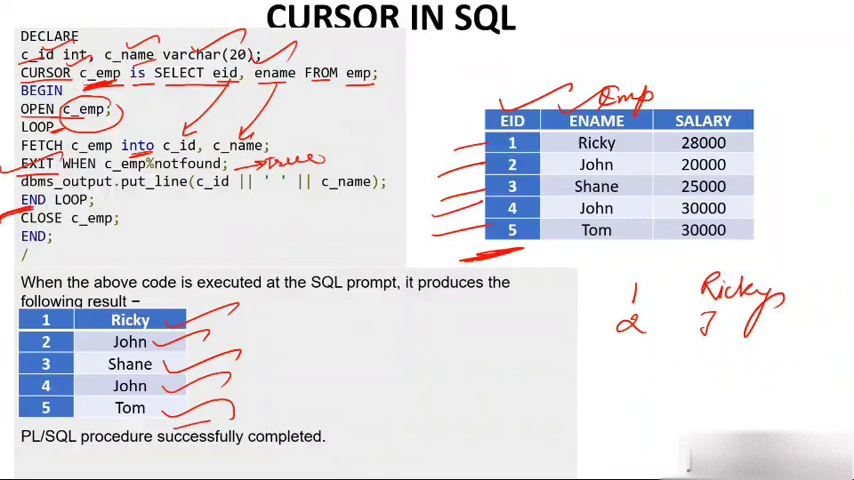 CURSOR IN SQL
DECLARE
c_id int, c_name varchar(20);
CURSOR c_emp is SELECT eid, ename FROM emp;
BEGIN
OPEN c_emp;
LOOP
FETCH c_emp into c_id, c_name;
EXIT WHEN c_emp%notfound;
→true
dbms_output.put_line(c_id || ' ' || c_name);
END LOOP;
CLOSE c_emp;
END;
/
When the above code is executed at the SQL prompt, it produces the
following result −
1 Ricky
2 John
3 Shane
4 John
5 Tom
PL/SQL procedure successfully completed.
Emp
EID ENAME SALARY
1 Ricky 28000
2 John 20000
3 Shane 25000
4 John 30000
5 Tom 30000
1 Ricky
2 J